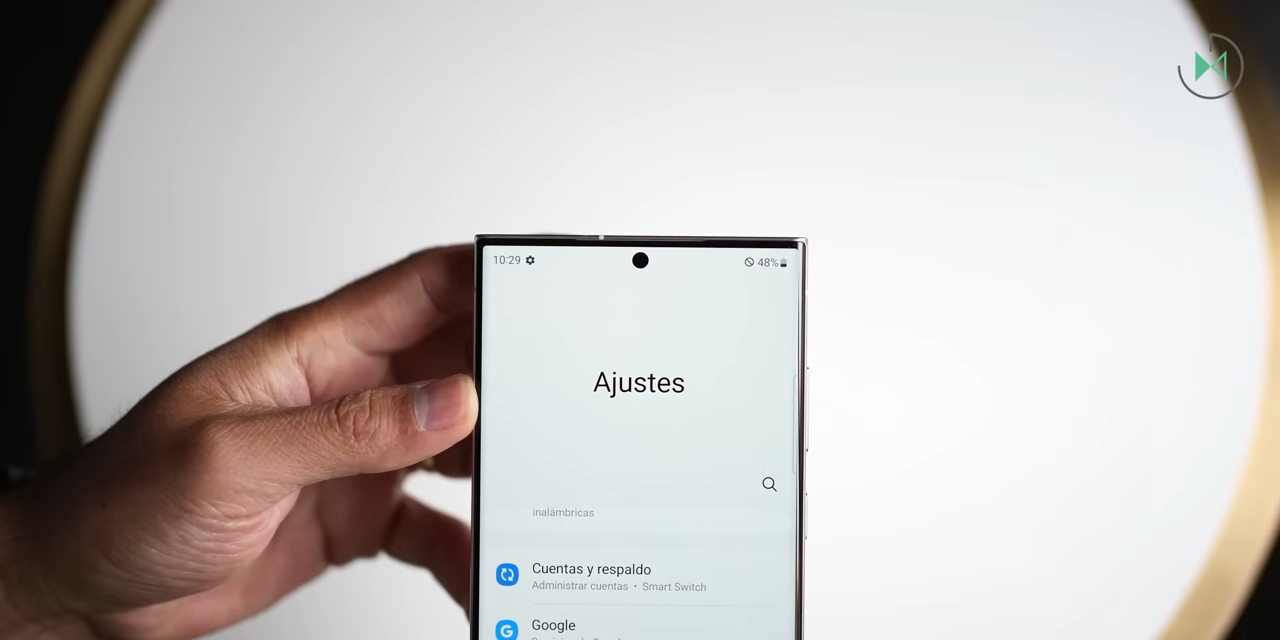 10:29
48%
Ajustes
inalámbricas
Cuentas y respaldo
Administrar cuentas • Smart Switch
Google